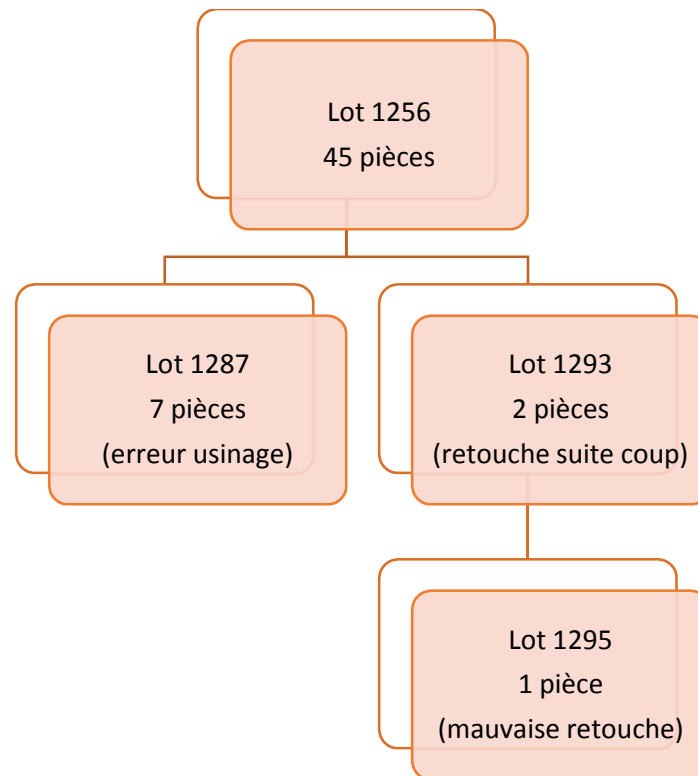 Lot 1256
45 pièces
Lot 1287
7 pièces
(erreur usinage)
Lot 1293
2 pièces
(retouche suite coup)
Lot 1295
1 pièce
(mauvaise retouche)